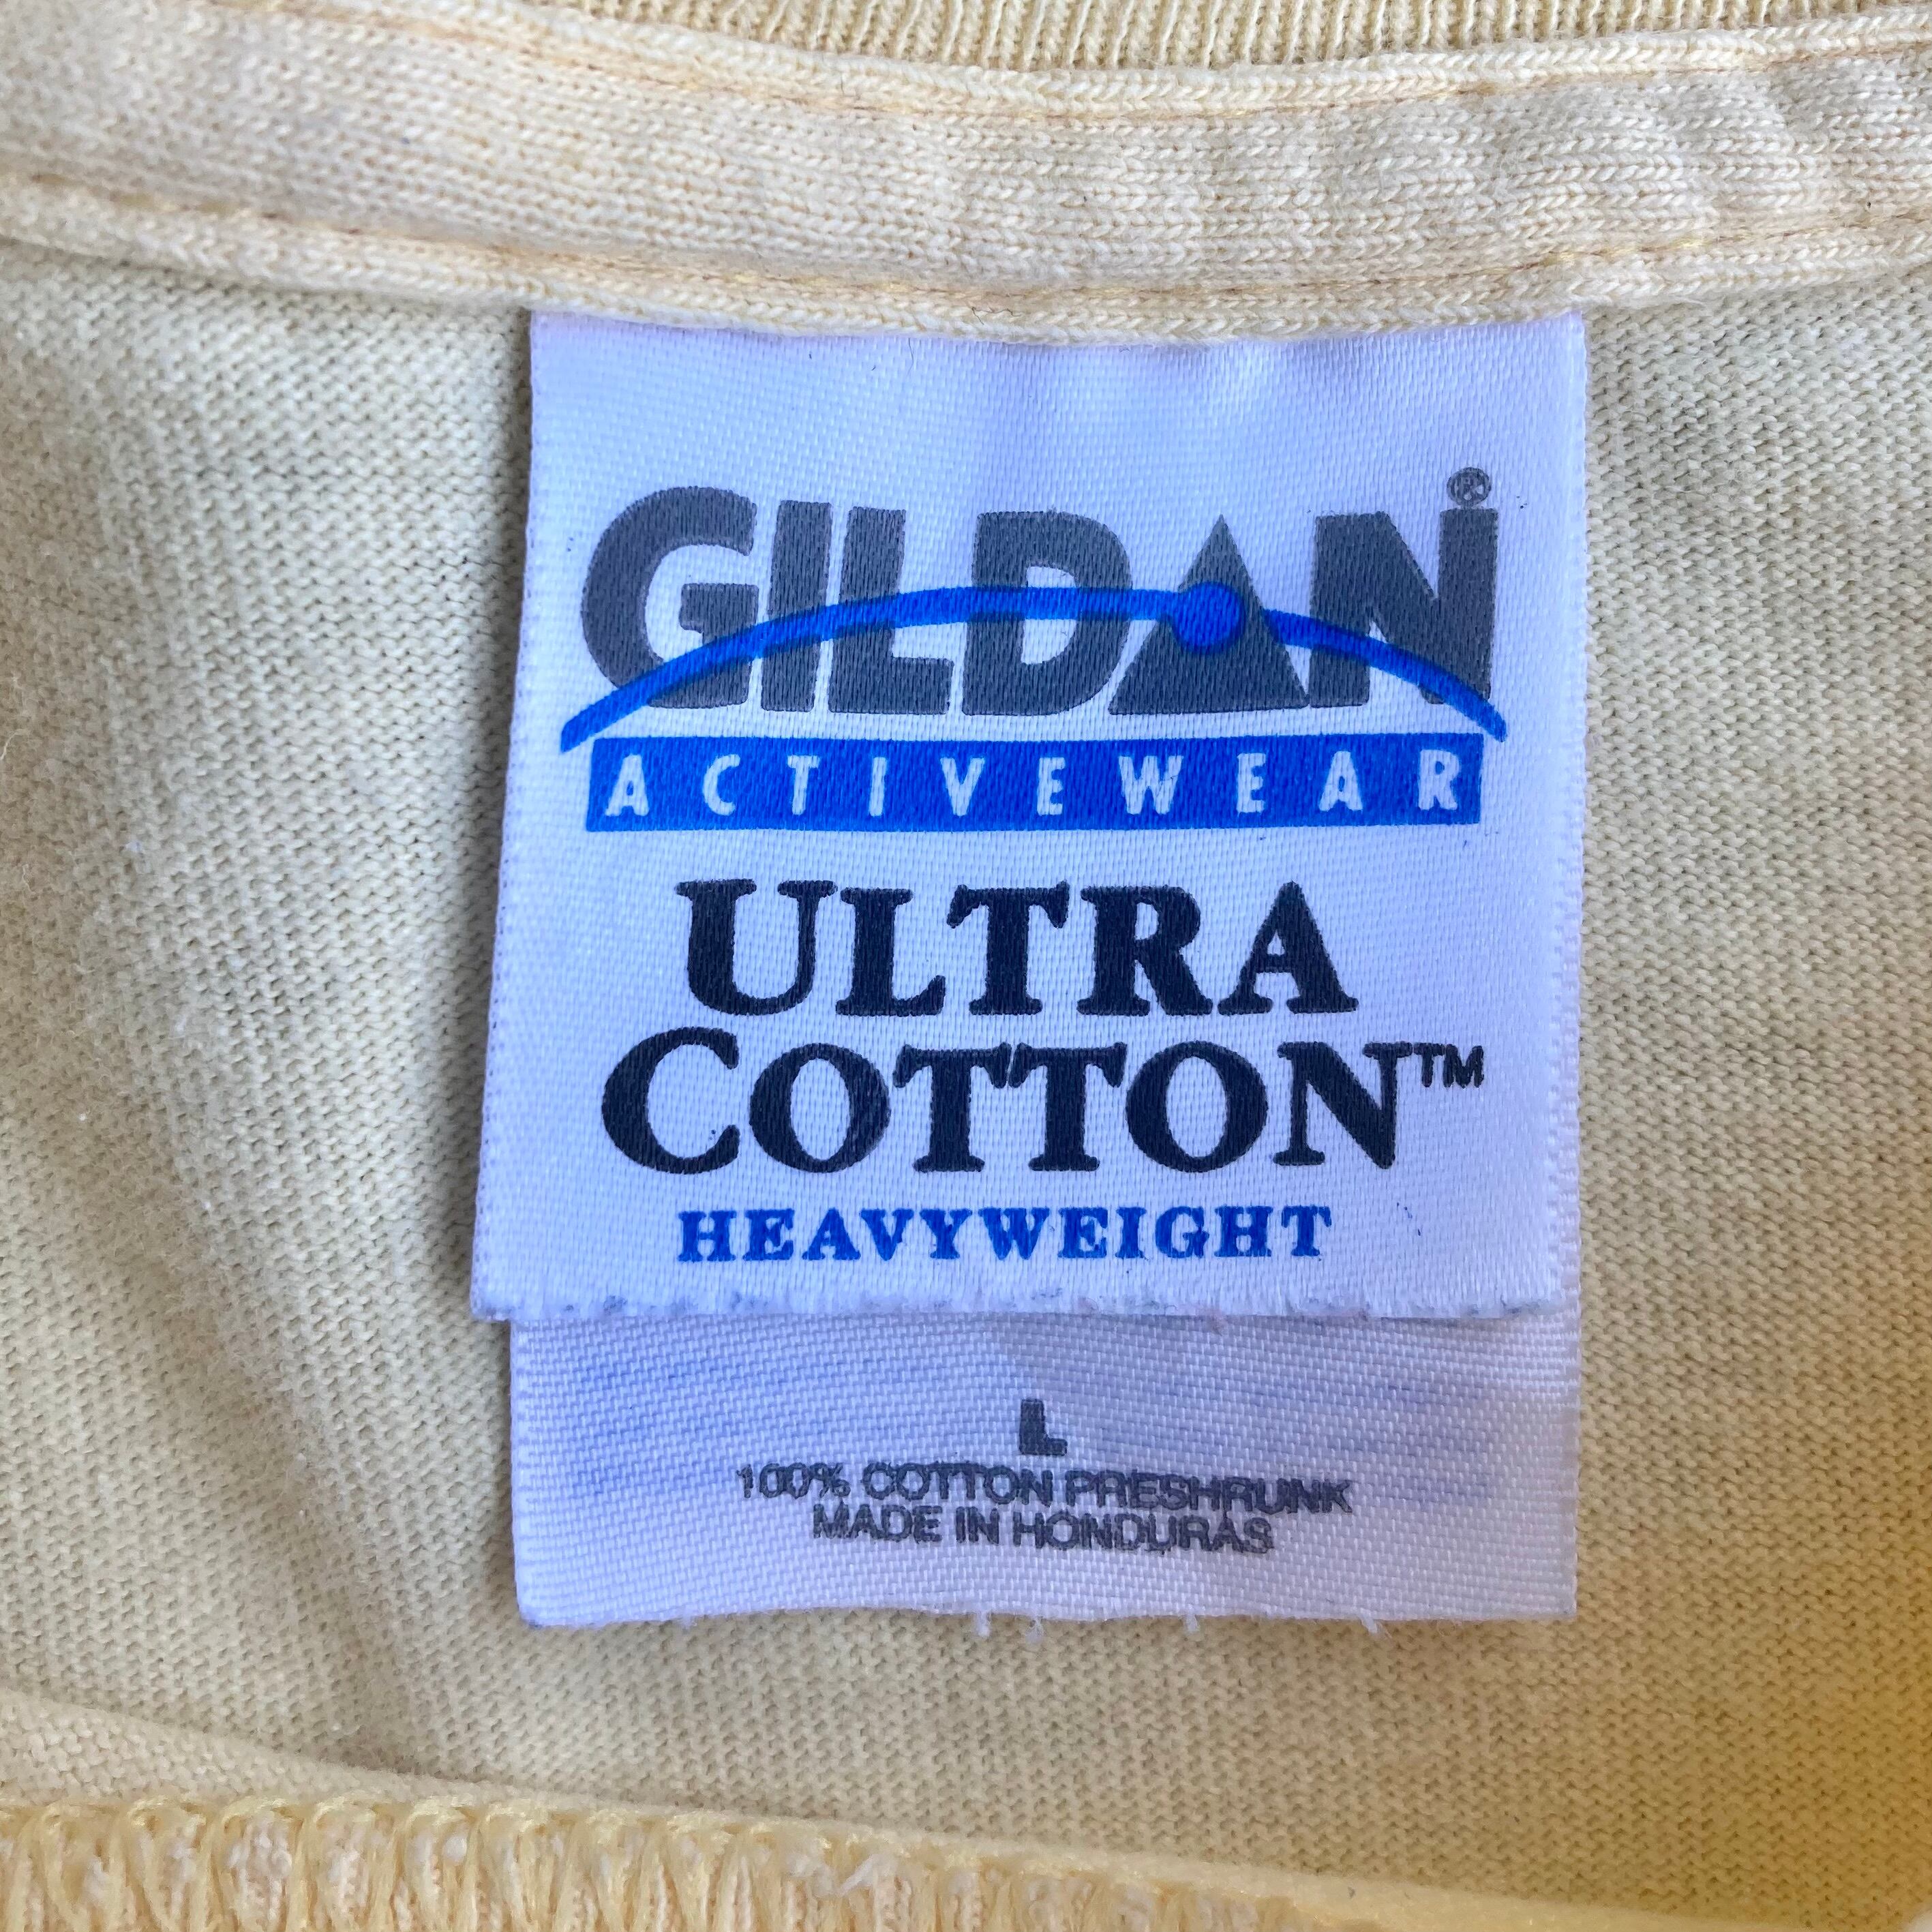 GILDAN®
ACTIVEWEAR
ULTRA
COTTON™
HEAVYWEIGHT
L
100% COTTON PRESHRUNK
MADE IN HONDURAS